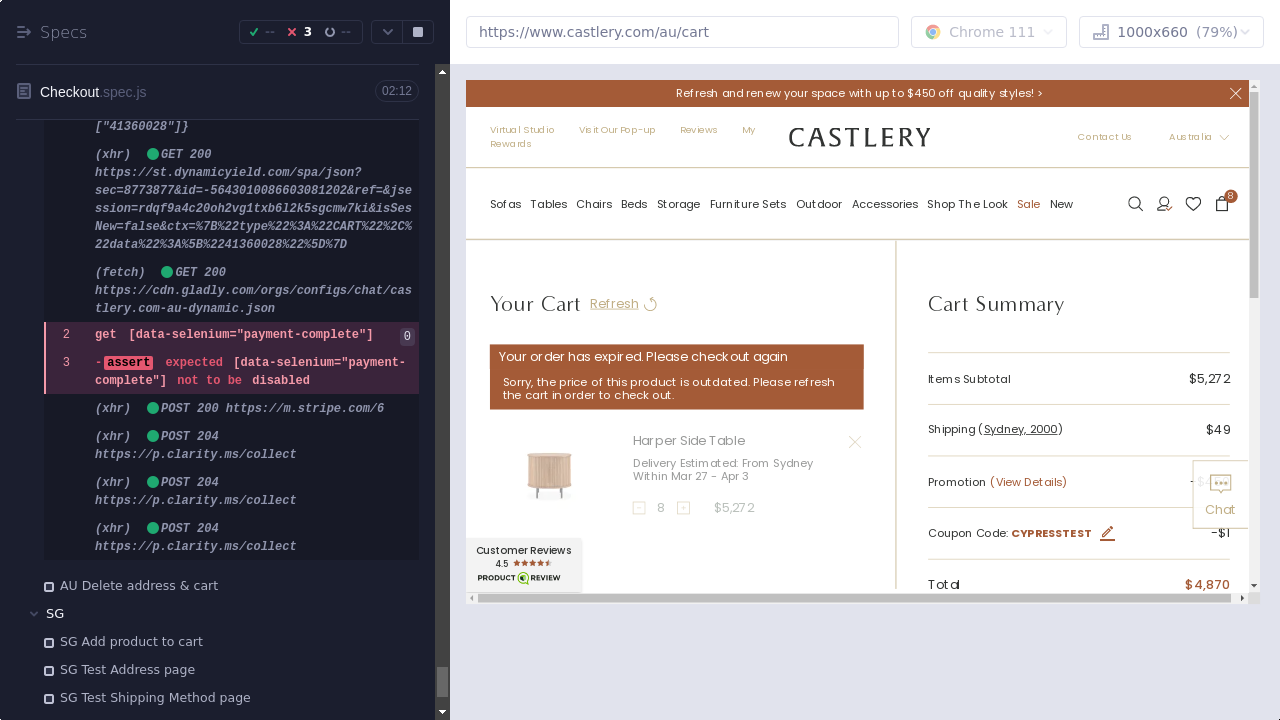 Specs
--
3
--
Checkout.spec.js
02:12
["41360028"]}
(xhr) GET 200
https://st.dynamicyield.com/spa/json?
sec=8773877&id=-5643010086603081202&ref=&jse
ssion=rdqf9a4c20oh2vg1txb6l2k5sgcmw7ki&isSes
New=false&ctx=%7B%22type%22%3A%22CART%22%2C%
22data%22%3A%5B%2241360028%22%5D%7D
(fetch) GET 200
https://cdn.gladly.com/orgs/configs/chat/cas
tlery.com-au-dynamic.json
2 get [data-selenium="payment-complete"] 0
3 -assert expected [data-selenium="payment-
complete"] not to be disabled
(xhr) POST 200 https://m.stripe.com/6
(xhr) POST 204
https://p.clarity.ms/collect
(xhr) POST 204
https://p.clarity.ms/collect
(xhr) POST 204
https://p.clarity.ms/collect
AU Delete address & cart
SG
SG Add product to cart
SG Test Address page
SG Test Shipping Method page
https://www.castlery.com/au/cart
Chrome 111
1000x660 (79%)
Refresh and renew your space with up to $450 off quality styles! >
Virtual Studio Visit Our Pop-up Reviews My
Rewards
CASTLERY
Contact Us
Australia
Sofas Tables Chairs Beds Storage Furniture Sets Outdoor Accessories Shop The Look Sale New
8
Your Cart Refresh
Your order has expired. Please checkout again
Sorry, the price of this product is outdated. Please refresh
the cart in order to check out.
Harper Side Table
Delivery Estimated: From Sydney
Within Mar 27 - Apr 3
- 8 + $5,272
Customer Reviews
4.5
PRODUCT REVIEW
Cart Summary
Items Subtotal $5,272
Shipping (Sydney, 2000) $49
Promotion (View Details)
Chat
Coupon Code: CYPRESSTEST -$1
Total $4,870